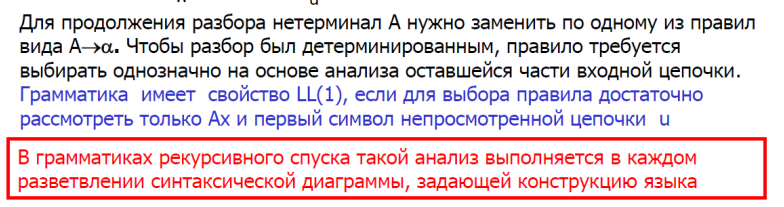 Для продолжения разбора нетерминал А нужно заменить по одному из правил
вида А→α. Чтобы разбор был детерминированным, правило требуется
выбирать однозначно на основе анализа оставшейся части входной цепочки.
Грамматика имеет свойство LL(1), если для выбора правила достаточно
рассмотреть только Ах и первый символ непросмотренной цепочки u
В грамматиках рекурсивного спуска такой анализ выполняется в каждом
разветвлении синтаксической диаграммы, задающей конструкцию языка